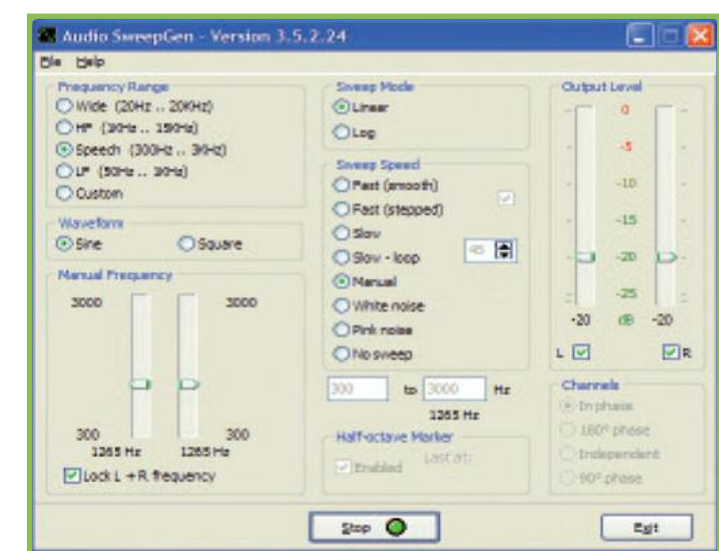 Audio SweepGen - Version 3.5.2.24
File Help
Frequency Range
Wide (20Hz .. 20KHz)
HF (1KHz .. 15KHz)
Speech (300Hz .. 3KHz)
LF (50Hz .. 3KHz)
Custom
Waveform
Sine Square
Manual Frequency
3000 3000
300 300
1265 Hz 1265 Hz
Lock L + R frequency
Sweep Mode
Linear
Log
Sweep Speed
Fast (smooth)
Fast (stepped)
Slow
Slow - loop 45
Manual
White noise
Pink noise
No sweep
300 to 3000 Hz
1265 Hz
Half-octave Marker
Enabled Last at:
Output Level
0
-5
-10
-15
-20
-25
-20 dB -20
L R
Channels
In phase
180º phase
Independent
90º phase
Stop Exit